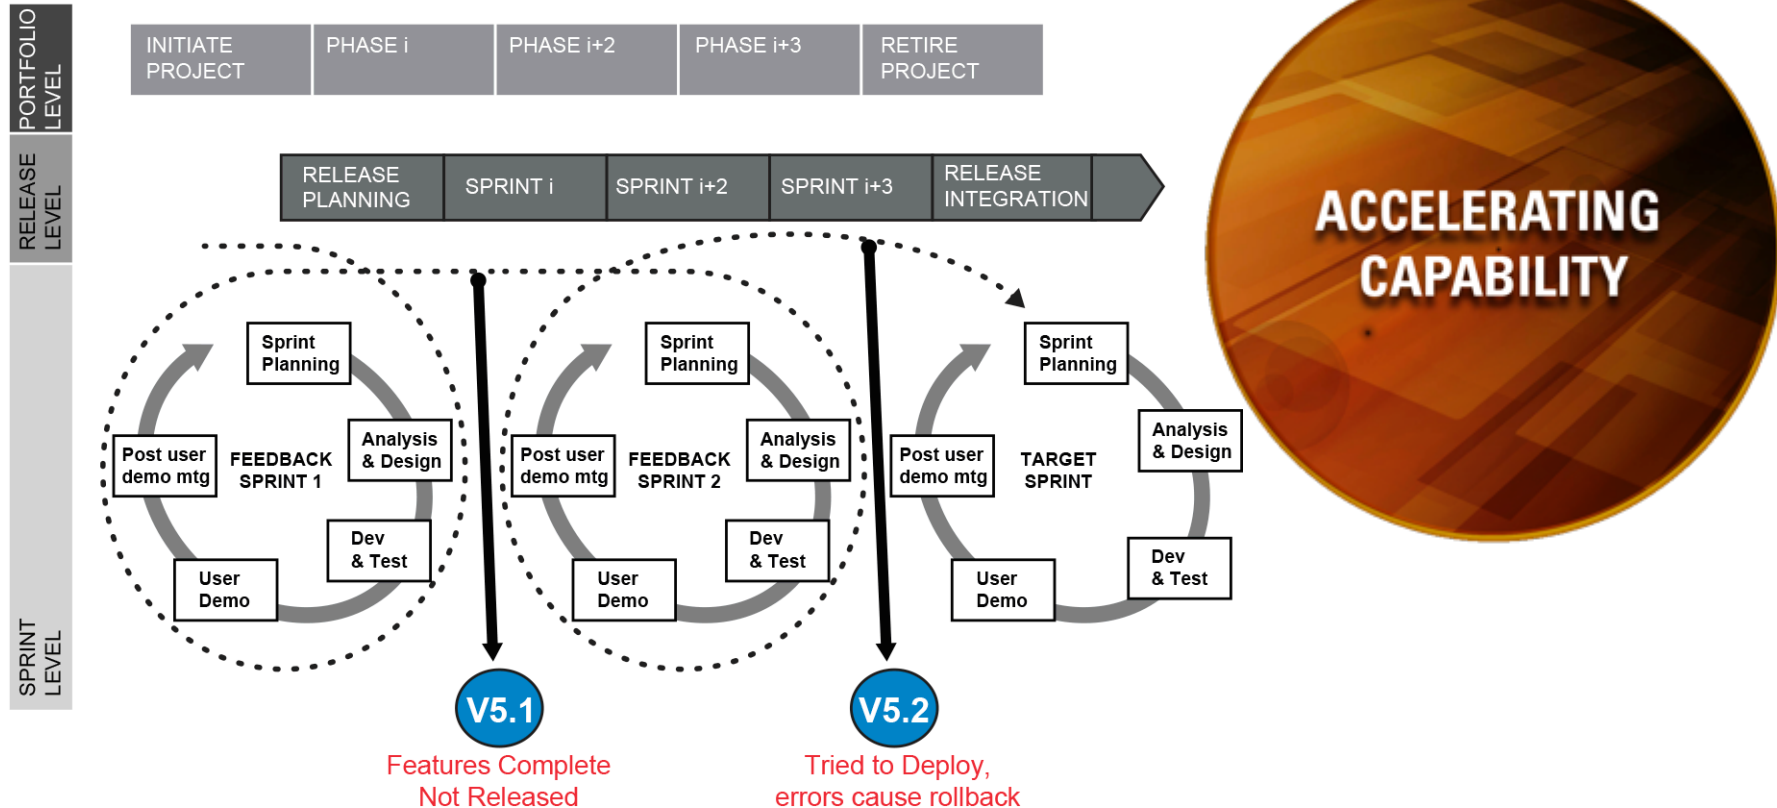 PORTFOLIO
LEVEL
INITIATE
PROJECT
PHASE i
PHASE i+2
PHASE i+3
RETIRE
PROJECT
RELEASE
LEVEL
RELEASE
PLANNING
SPRINT i
SPRINT i+2
SPRINT i+3
RELEASE
INTEGRATION
ACCELERATING
CAPABILITY
SPRINT
LEVEL
Sprint
Planning
Analysis
& Design
Dev
& Test
User
Demo
Post user
demo mtg
FEEDBACK
SPRINT 1
Sprint
Planning
Analysis
& Design
Dev
& Test
User
Demo
Post user
demo mtg
FEEDBACK
SPRINT 2
Sprint
Planning
Analysis
& Design
Dev
& Test
User
Demo
Post user
demo mtg
TARGET
SPRINT
V5.1
Features Complete
Not Released
V5.2
Tried to Deploy,
errors cause rollback